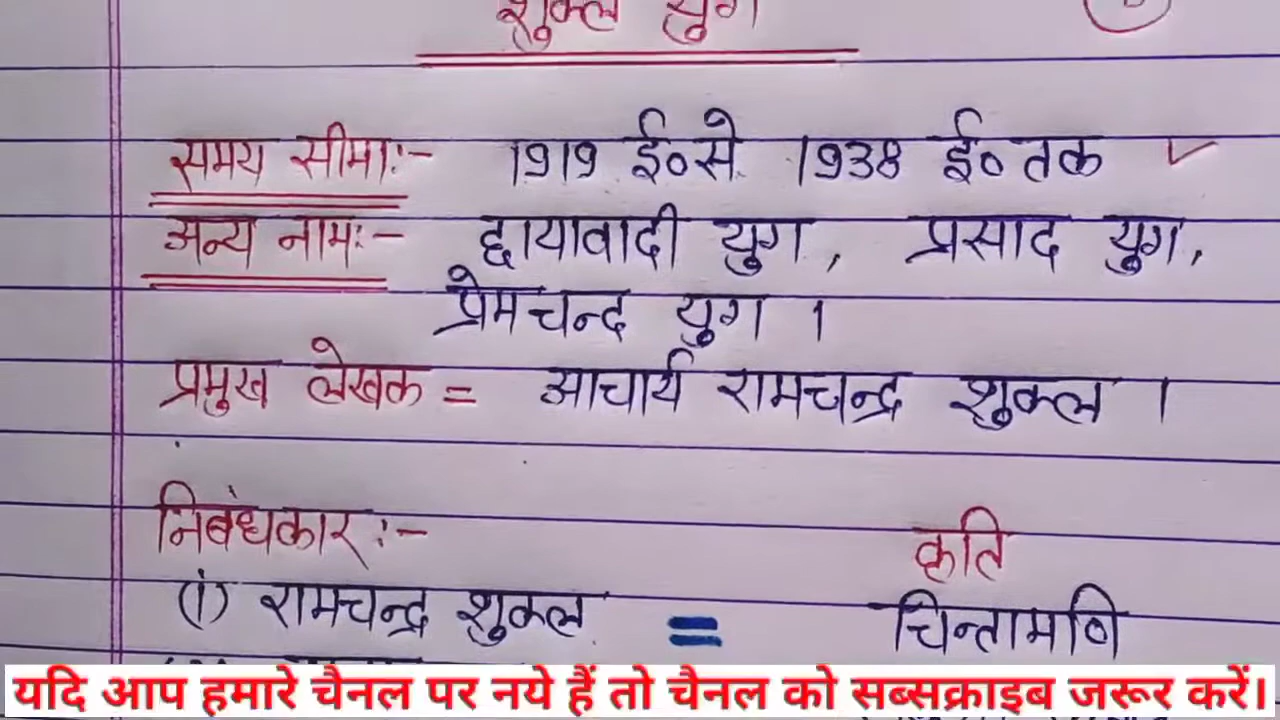 शुक्ल युग
समय सीमाः- 1919 ई० से 1938 ई० तक
अन्य नामः- छायावादी युग, प्रसाद युग,
प्रेमचन्द युग ।
प्रमुख लेखक = आचार्य रामचन्द्र शुक्ल ।
निबंधकार :- कृति
(i) रामचन्द्र शुक्ल = चिन्तामणि
यदि आप हमारे चैनल पर नये हैं तो चैनल को सब्सक्राइब जरूर करें।